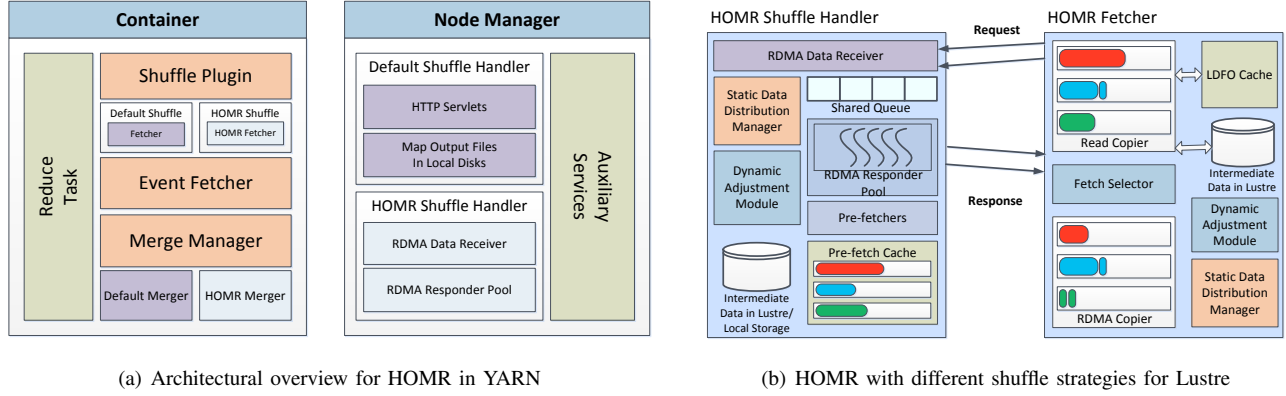 Container
Reduce
Task
Shuffle Plugin
Default Shuffle
Fetcher
HOMR Shuffle
HOMR Fetcher
Event Fetcher
Merge Manager
Default Merger
HOMR Merger
Node Manager
Default Shuffle Handler
HTTP Servlets
Map Output Files
In Local Disks
HOMR Shuffle Handler
RDMA Data Receiver
RDMA Responder Pool
Auxiliary
Services
(a) Architectural overview for HOMR in YARN
HOMR Shuffle Handler
RDMA Data Receiver
Static Data
Distribution
Manager
Shared Queue
Dynamic
Adjustment
Module
RDMA Responder
Pool
Pre-fetchers
Pre-fetch Cache
Intermediate
Data in Lustre/
Local Storage
Request
Response
HOMR Fetcher
Read Copier
LDFO Cache
Intermediate
Data in Lustre
Fetch Selector
Dynamic
Adjustment
Module
RDMA Copier
Static Data
Distribution
Manager
(b) HOMR with different shuffle strategies for Lustre